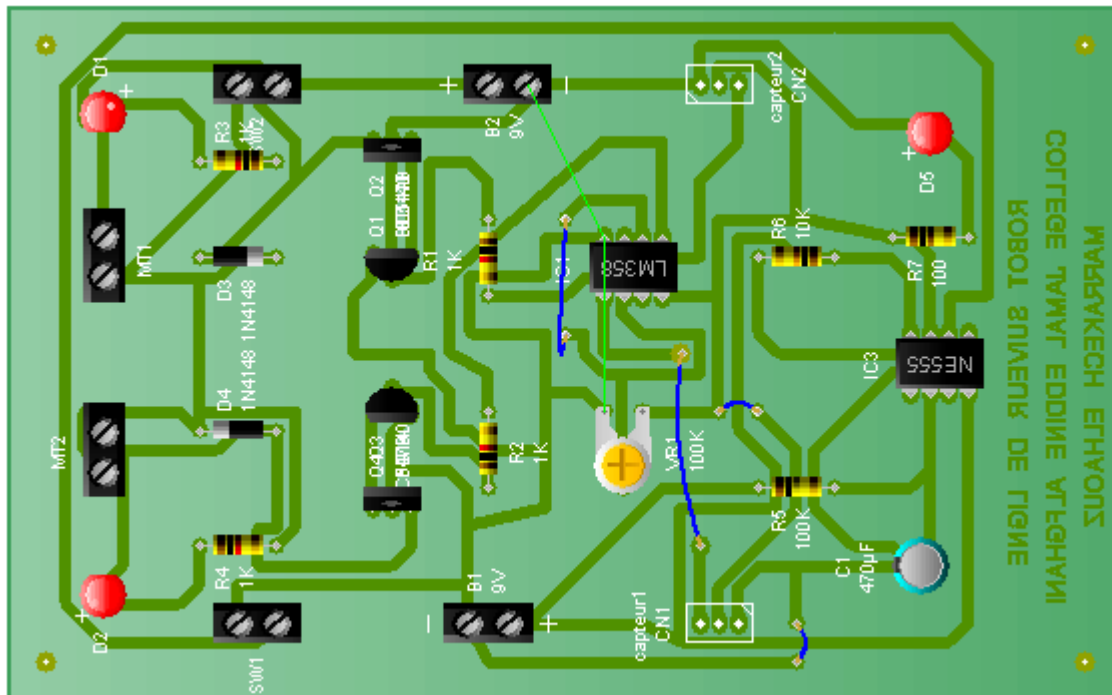 D1
+
R3
1K
SW2
+
B2
9V
−
capteur2
CN2
D5
+
Q2
Q1
R1
1K
IC1
LM358
R6
10K
R7
100
MT1
D3
1N4148
D4
1N4148
MT2
Q4
Q3
R2
1K
VR1
100K
IC3
NE555
R5
100K
C1
470µF
R4
1K
D2
+
SW1
−
B1
9V
+
capteur1
CN1
MARRAKECH ELHAOUZ
COLLEGE JAMAL EDDINE ALFGHANI
ROBOT SUIVEUR DE LIGNE